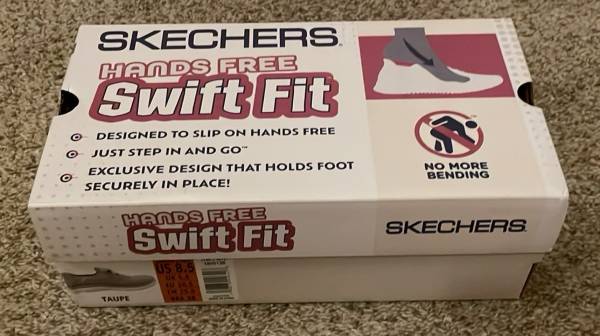 SKECHERS
HANDS FREE
Swift Fit
DESIGNED TO SLIP ON HANDS FREE
JUST STEP IN AND GO™
EXCLUSIVE DESIGN THAT HOLDS FOOT
SECURELY IN PLACE!
NO MORE
BENDING
HANDS FREE
Swift Fit
SKECHERS
TAUPE
US 8.5